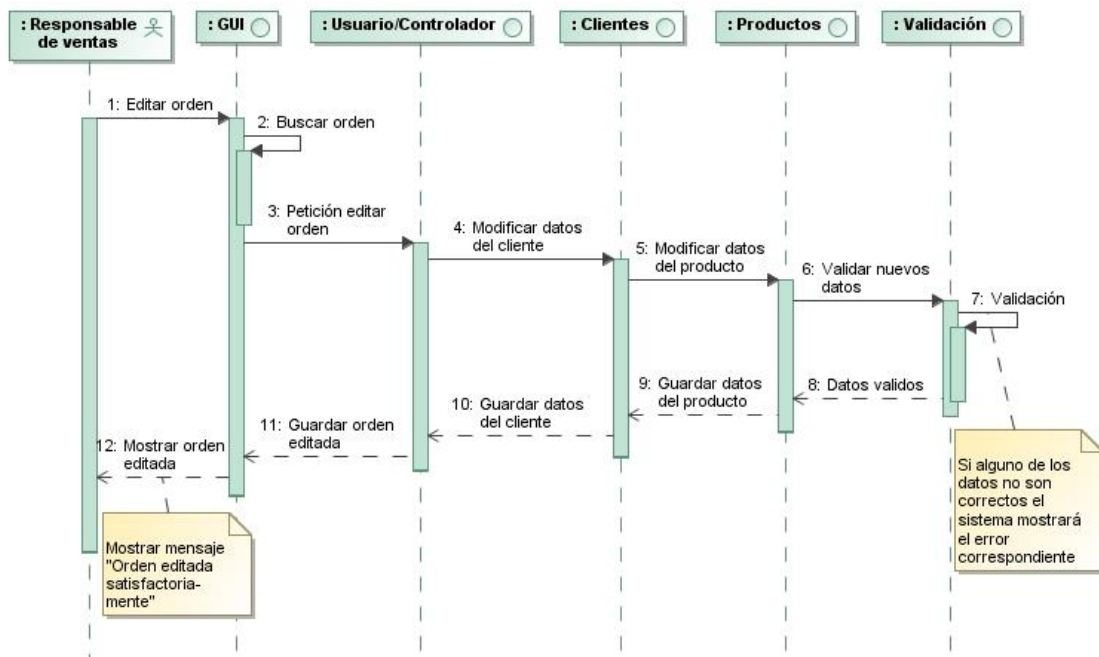 : Responsable
de ventas
: GUI
: Usuario/Controlador
: Clientes
: Productos
: Validación
1: Editar orden
2: Buscar orden
3: Petición editar
orden
4: Modificar datos
del cliente
5: Modificar datos
del producto
6: Validar nuevos
datos
7: Validación
8: Datos validos
9: Guardar datos
del producto
10: Guardar datos
del cliente
11: Guardar orden
editada
12: Mostrar orden
editada
Si alguno de los
datos no son
correctos el
sistema mostrará
el error
correspondiente
Mostrar mensaje
"Orden editada
satisfactoria-
mente"